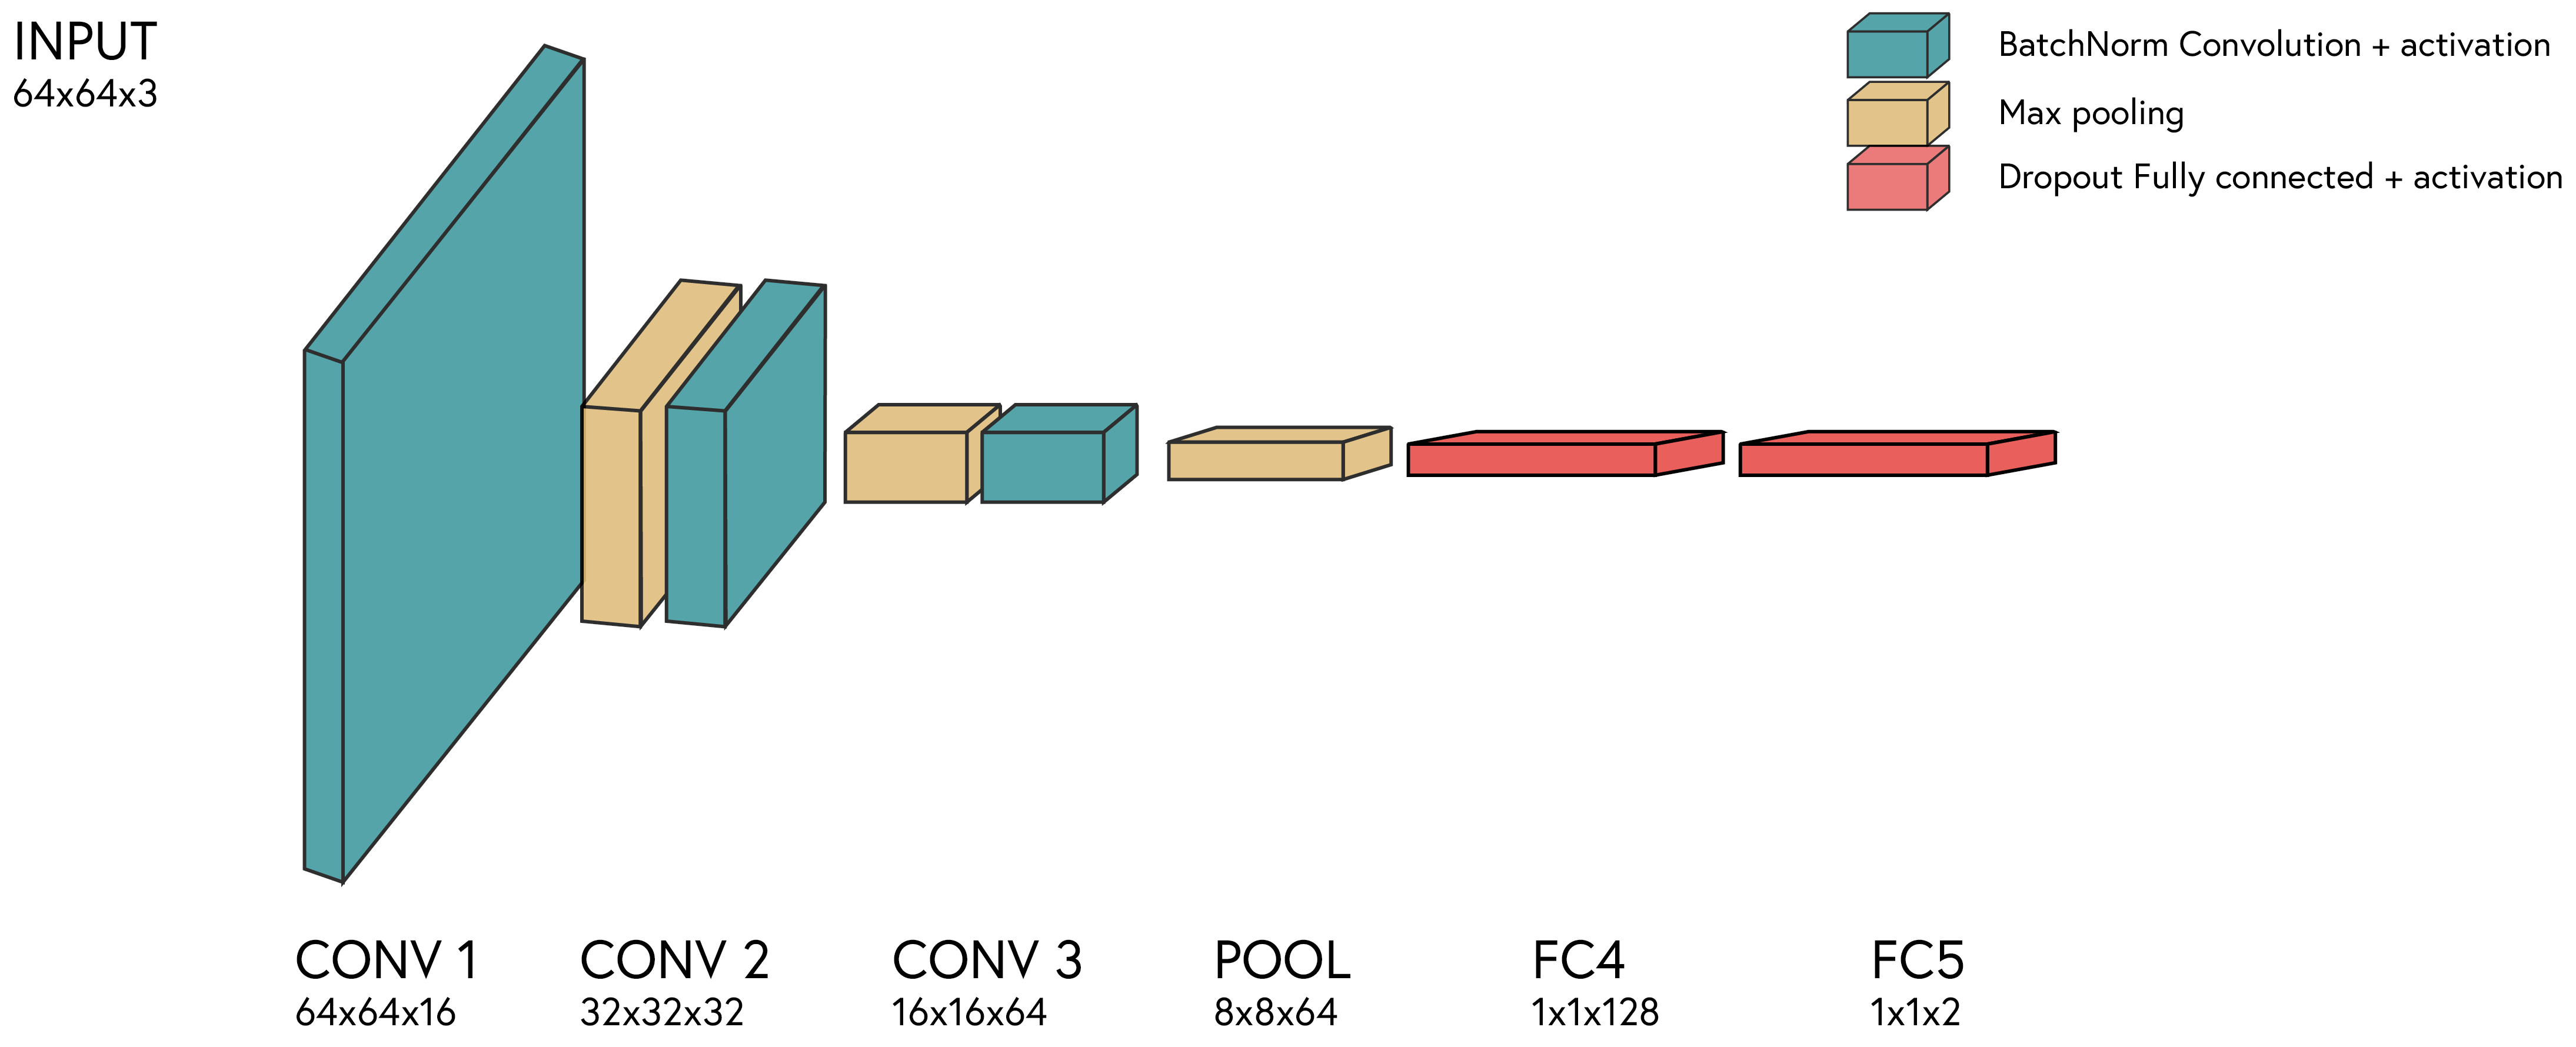 INPUT
64x64x3
BatchNorm Convolution + activation
Max pooling
Dropout Fully connected + activation
CONV 1
64x64x16
CONV 2
32x32x32
CONV 3
16x16x64
POOL
8x8x64
FC4
1x1x128
FC5
1x1x2